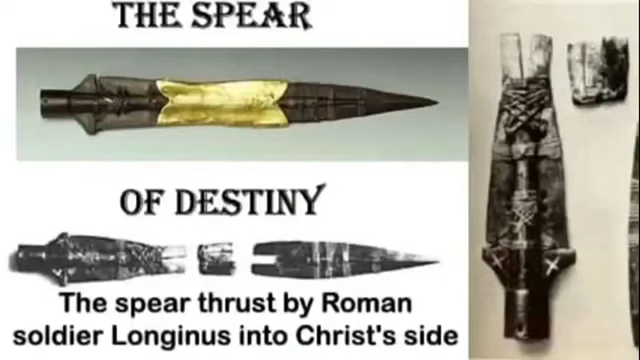 THE SPEAR
OF DESTINY
The spear thrust by Roman
soldier Longinus into Christ's side